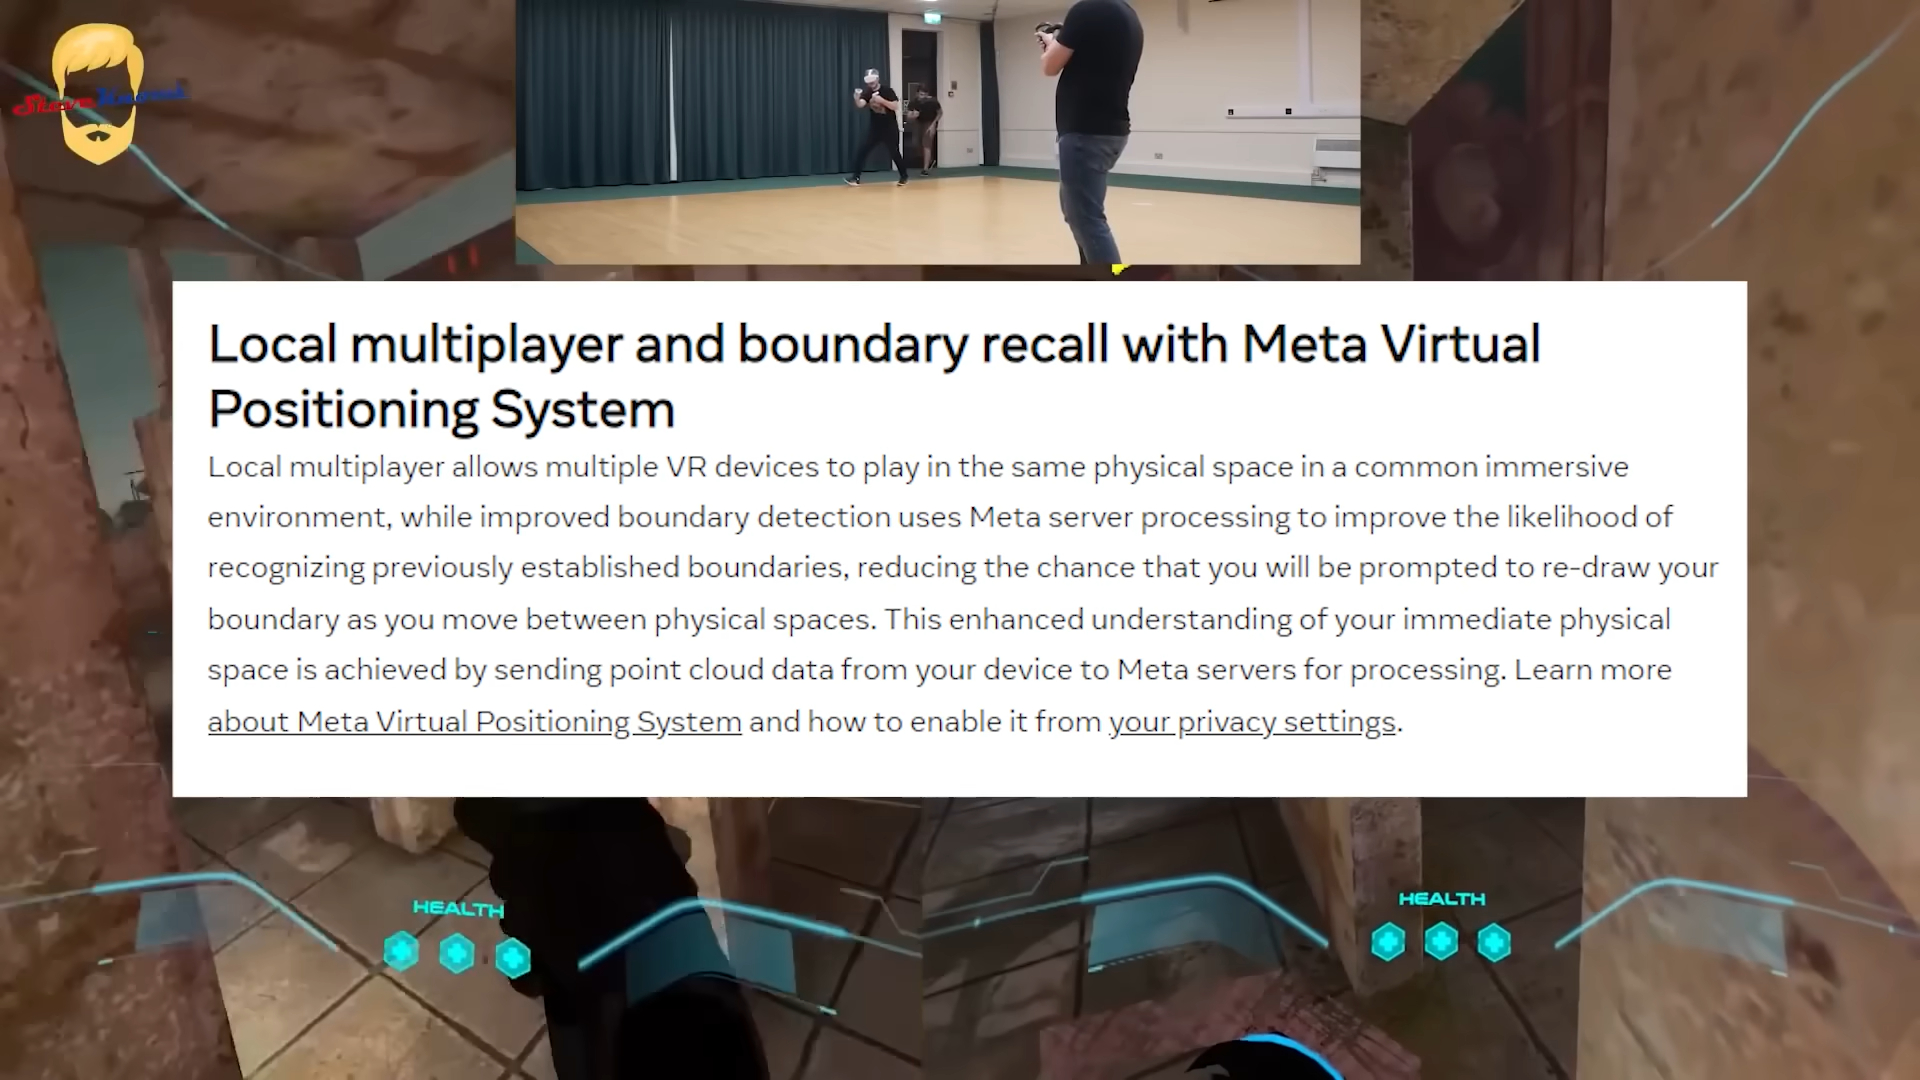 Steve Knows
Local multiplayer and boundary recall with Meta Virtual
Positioning System
Local multiplayer allows multiple VR devices to play in the same physical space in a common immersive
environment, while improved boundary detection uses Meta server processing to improve the likelihood of
recognizing previously established boundaries, reducing the chance that you will be prompted to re-draw your
boundary as you move between physical spaces. This enhanced understanding of your immediate physical
space is achieved by sending point cloud data from your device to Meta servers for processing. Learn more
about Meta Virtual Positioning System and how to enable it from your privacy settings.
HEALTH
HEALTH